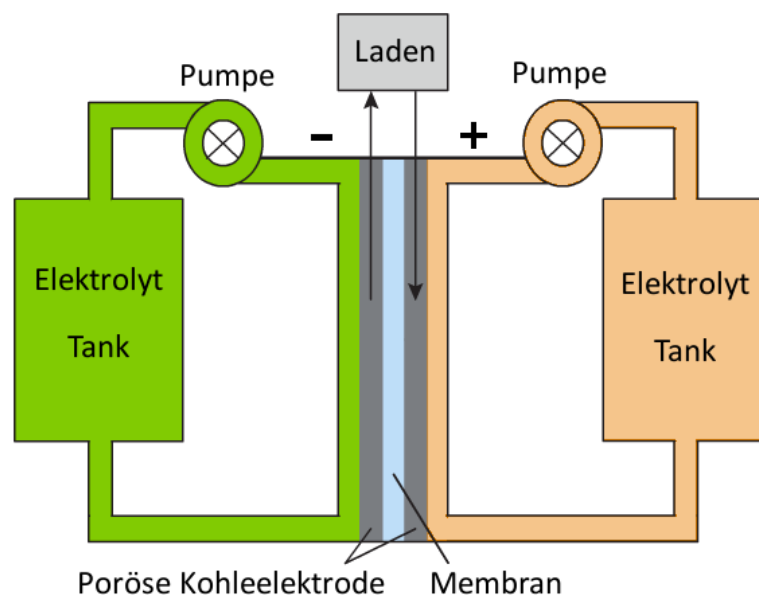 Laden
Pumpe
Pumpe
- +
Elektrolyt
Tank
Elektrolyt
Tank
Poröse Kohleelektrode
Membran